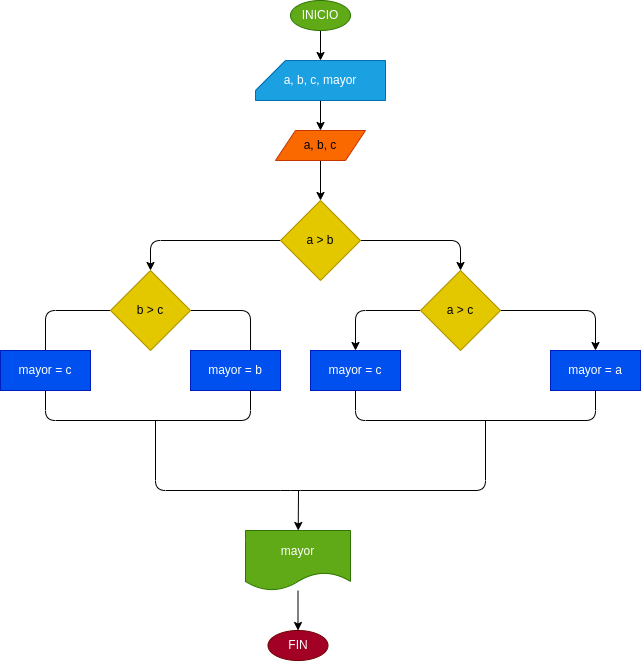 INICIO
a, b, c, mayor
a, b, c
a > b
b > c
a > c
mayor = c
mayor = b
mayor = c
mayor = a
mayor
FIN